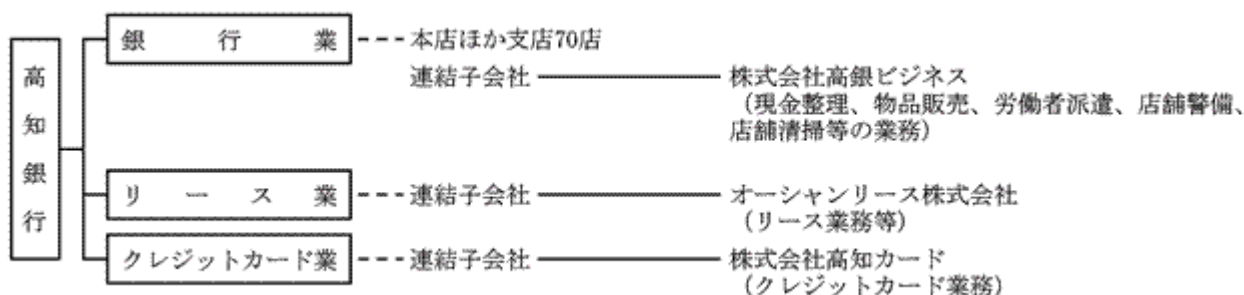 高知銀行
銀行業
本店ほか支店70店
連結子会社
株式会社高銀ビジネス
（現金整理、物品販売、労働者派遣、店舗警備、
店舗清掃等の業務）
リース業
連結子会社
オーシャンリース株式会社
（リース業務等）
クレジットカード業
連結子会社
株式会社高知カード
（クレジットカード業務）